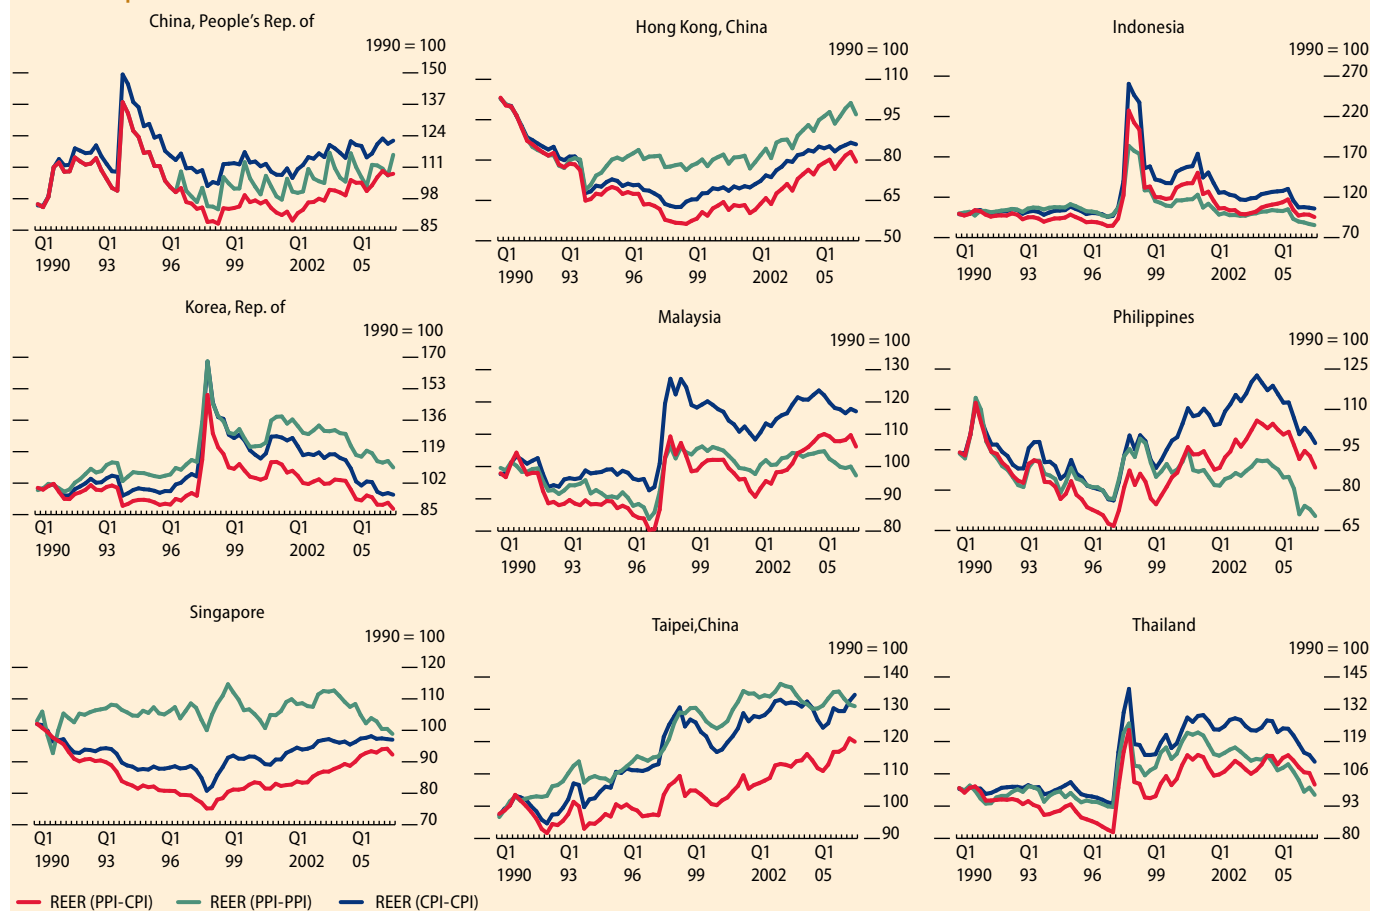 China, People's Rep. of
1990 = 100
150
137
124
111
98
85
Q1 Q1 Q1 Q1 Q1 Q1
1990 93 96 99 2002 05
Hong Kong, China
1990 = 100
110
95
80
65
50
Q1 Q1 Q1 Q1 Q1 Q1
1990 93 96 99 2002 05
Indonesia
1990 = 100
270
220
170
120
70
Q1 Q1 Q1 Q1 Q1 Q1
1990 93 96 99 2002 05
Korea, Rep. of
1990 = 100
170
153
136
119
102
85
Q1 Q1 Q1 Q1 Q1 Q1
1990 93 96 99 2002 05
Malaysia
1990 = 100
130
120
110
100
90
80
Q1 Q1 Q1 Q1 Q1 Q1
1990 93 96 99 2002 05
Philippines
1990 = 100
125
110
95
80
65
Q1 Q1 Q1 Q1 Q1 Q1
1990 93 96 99 2002 05
Singapore
1990 = 100
120
110
100
90
80
70
Q1 Q1 Q1 Q1 Q1 Q1
1990 93 96 99 2002 05
Taipei,China
1990 = 100
140
130
120
110
100
90
Q1 Q1 Q1 Q1 Q1 Q1
1990 93 96 99 2002 05
Thailand
1990 = 100
145
132
119
106
93
80
Q1 Q1 Q1 Q1 Q1 Q1
1990 93 96 99 2002 05
REER (PPI-CPI) REER (PPI-PPI) REER (CPI-CPI)